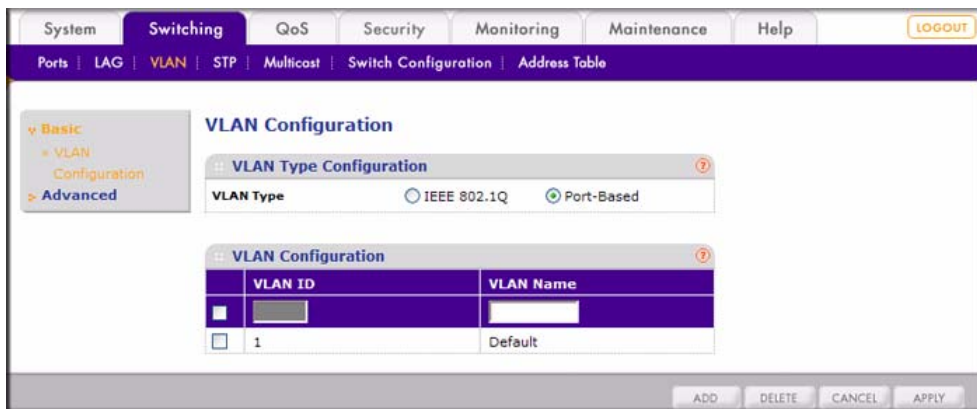 System Switching QoS Security Monitoring Maintenance Help LOGOUT
Ports LAG VLAN STP Multicast Switch Configuration Address Table
Basic
VLAN
Configuration
Advanced
VLAN Configuration
VLAN Type Configuration ?
VLAN Type IEEE 802.1Q Port-Based
VLAN Configuration ?
VLAN ID VLAN Name
1 Default
ADD DELETE CANCEL APPLY